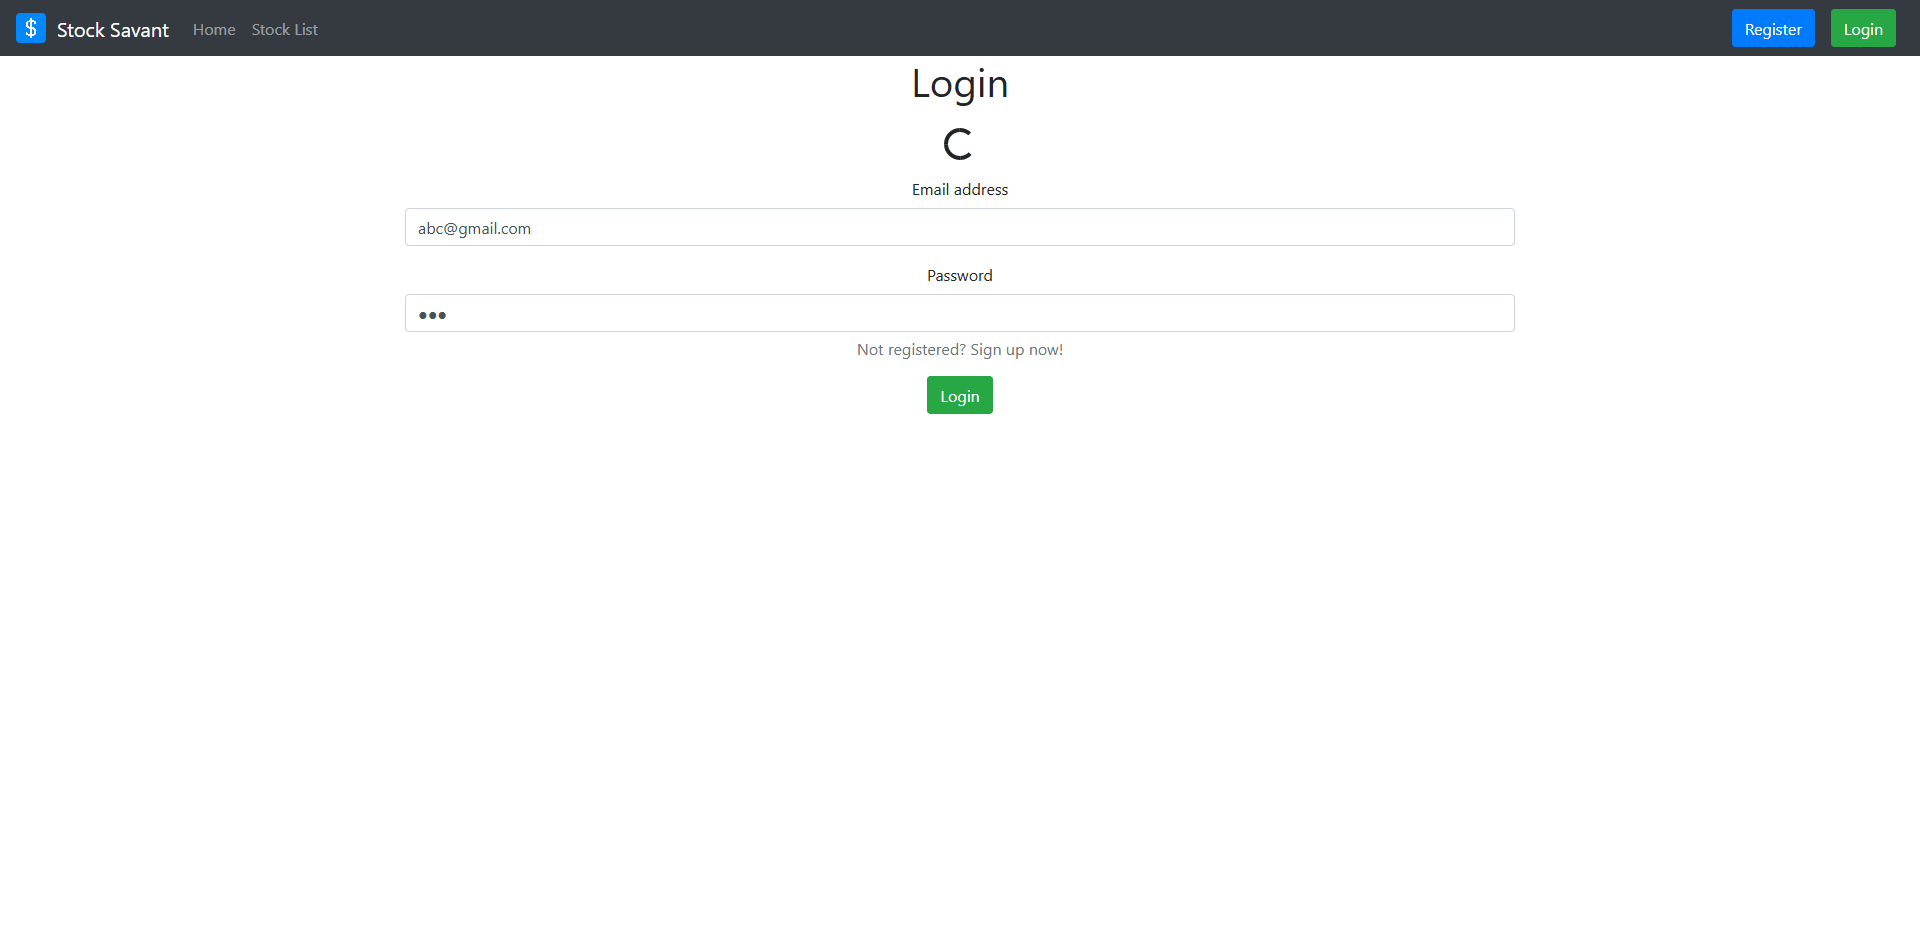 $ Stock Savant Home Stock List Register Login
Login
Email address
abc@gmail.com
Password
●●●
Not registered? Sign up now!
Login